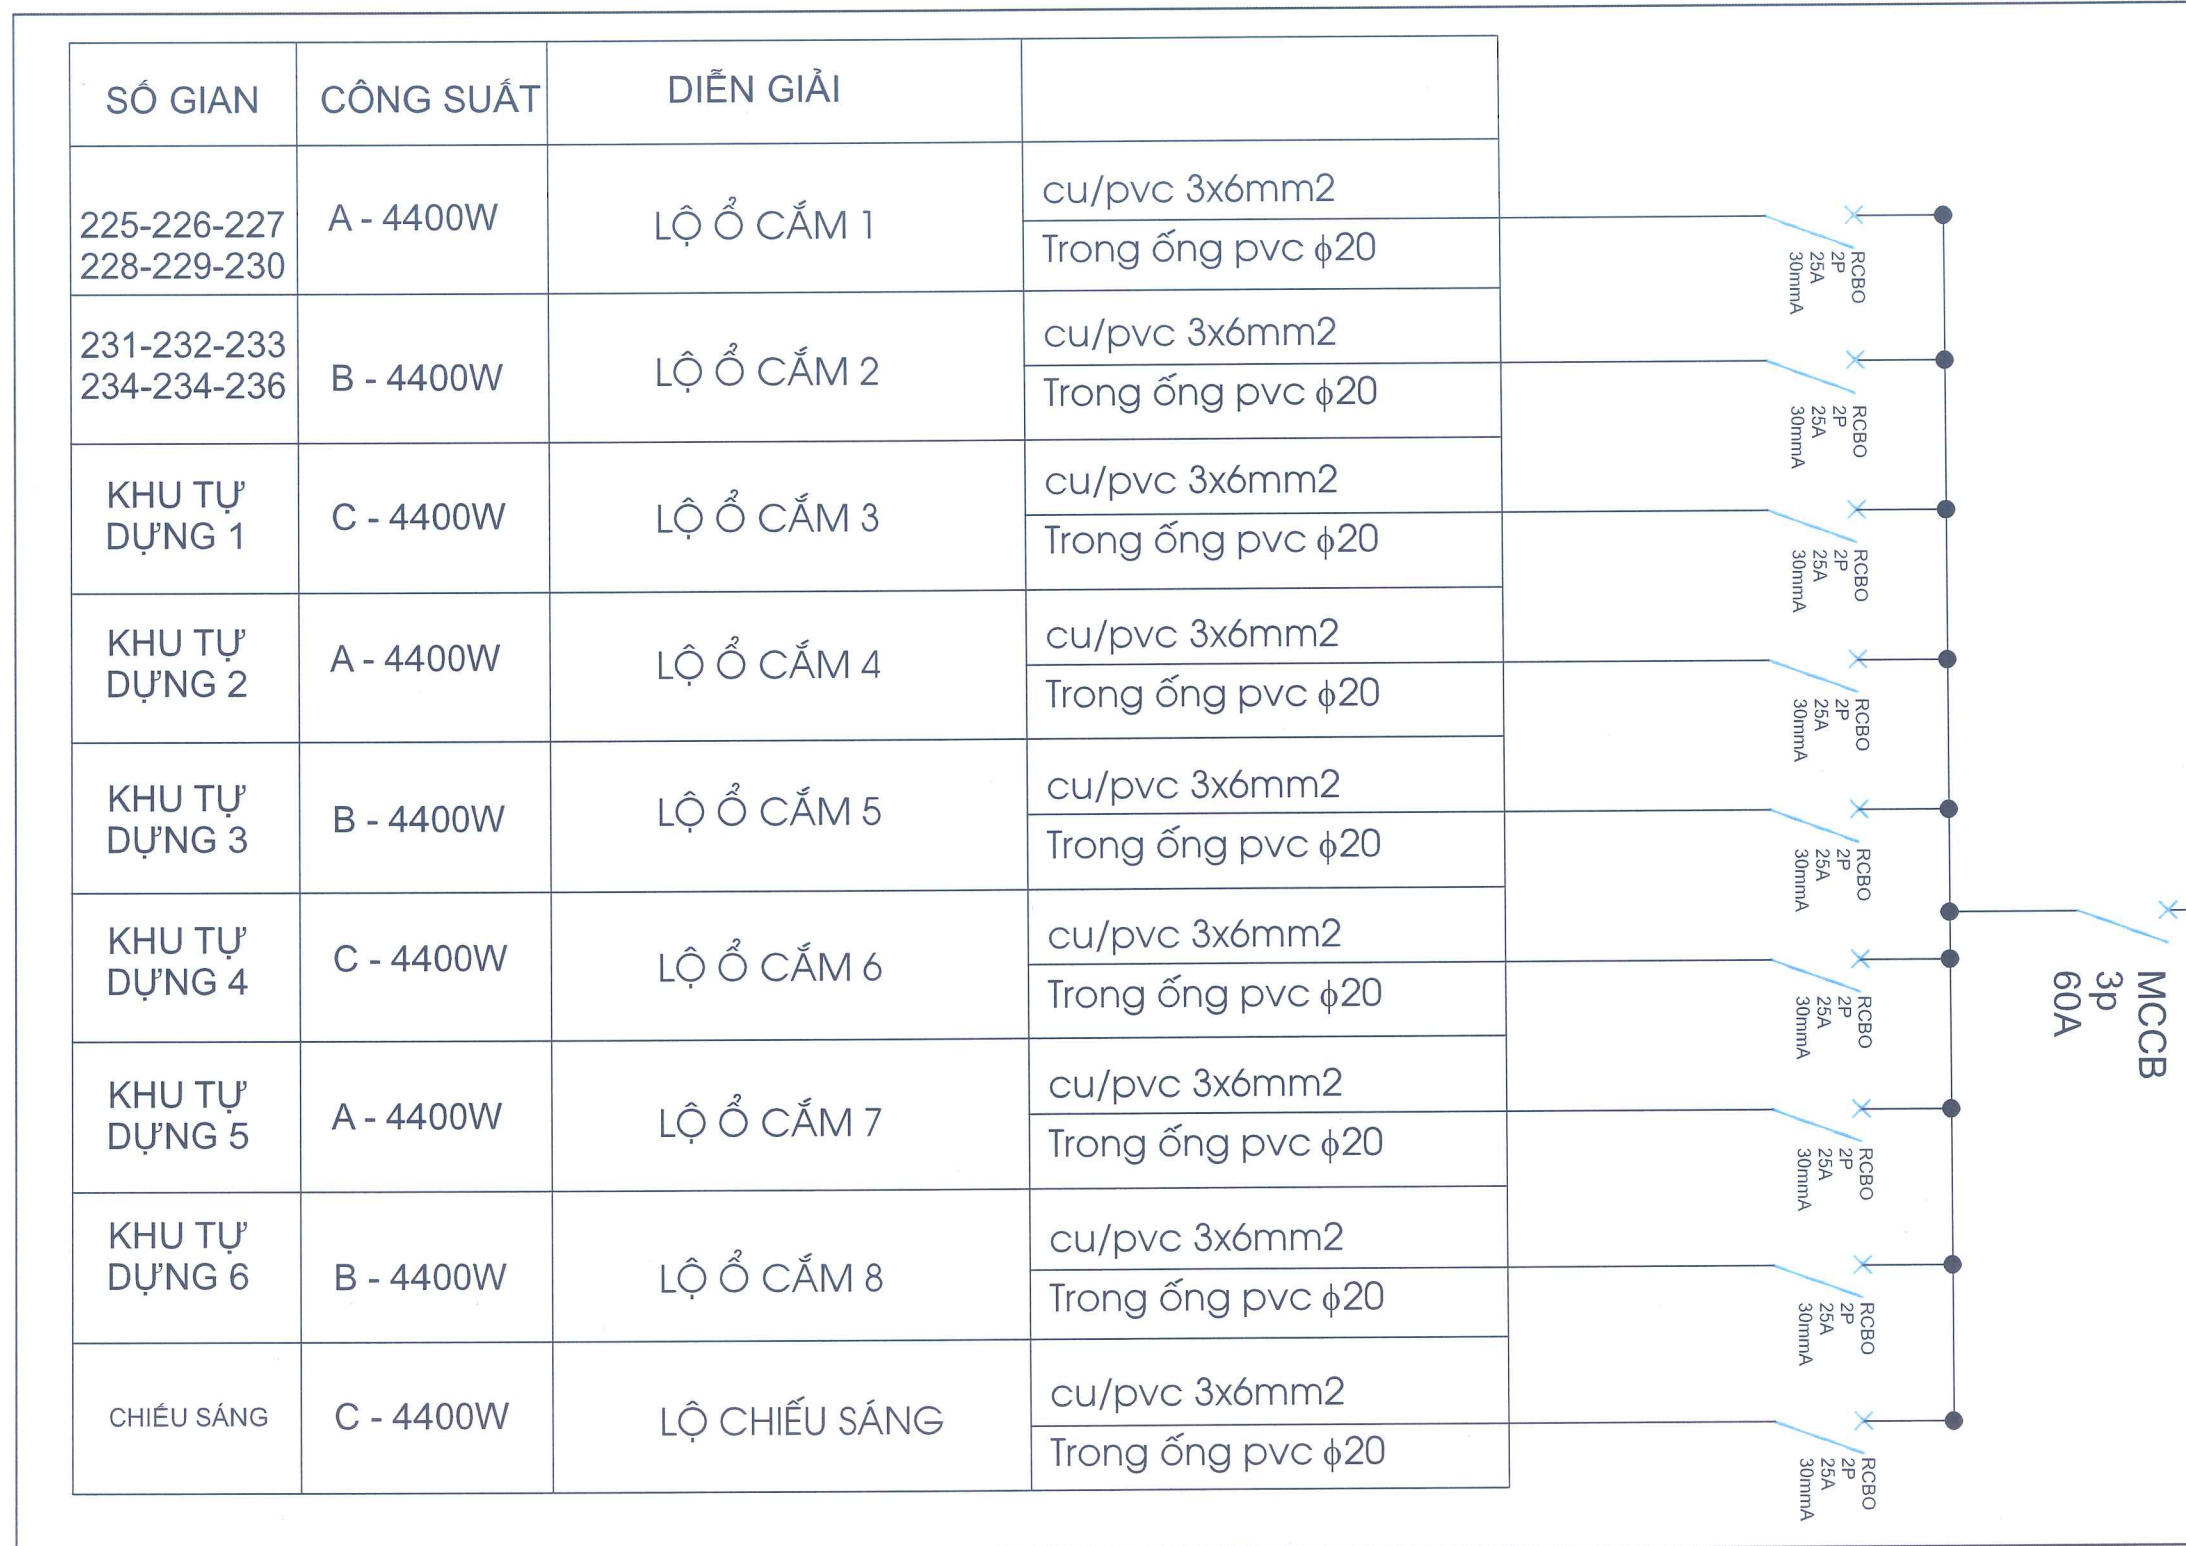 SỐ GIAN
CÔNG SUẤT
DIỄN GIẢI
225-226-227
228-229-230
A - 4400W
LỘ Ổ CẮM 1
cu/pvc 3x6mm2
Trong ống pvc ϕ20
RCBO
2P
25A
30mmA
231-232-233
234-234-236
B - 4400W
LỘ Ổ CẮM 2
cu/pvc 3x6mm2
Trong ống pvc ϕ20
RCBO
2P
25A
30mmA
KHU TỰ
DỰNG 1
C - 4400W
LỘ Ổ CẮM 3
cu/pvc 3x6mm2
Trong ống pvc ϕ20
RCBO
2P
25A
30mmA
KHU TỰ
DỰNG 2
A - 4400W
LỘ Ổ CẮM 4
cu/pvc 3x6mm2
Trong ống pvc ϕ20
RCBO
2P
25A
30mmA
KHU TỰ
DỰNG 3
B - 4400W
LỘ Ổ CẮM 5
cu/pvc 3x6mm2
Trong ống pvc ϕ20
RCBO
2P
25A
30mmA
KHU TỰ
DỰNG 4
C - 4400W
LỘ Ổ CẮM 6
cu/pvc 3x6mm2
Trong ống pvc ϕ20
RCBO
2P
25A
30mmA
MCCB
3p
60A
KHU TỰ
DỰNG 5
A - 4400W
LỘ Ổ CẮM 7
cu/pvc 3x6mm2
Trong ống pvc ϕ20
RCBO
2P
25A
30mmA
KHU TỰ
DỰNG 6
B - 4400W
LỘ Ổ CẮM 8
cu/pvc 3x6mm2
Trong ống pvc ϕ20
RCBO
2P
25A
30mmA
CHIẾU SÁNG
C - 4400W
LỘ CHIẾU SÁNG
cu/pvc 3x6mm2
Trong ống pvc ϕ20
RCBO
2P
25A
30mmA